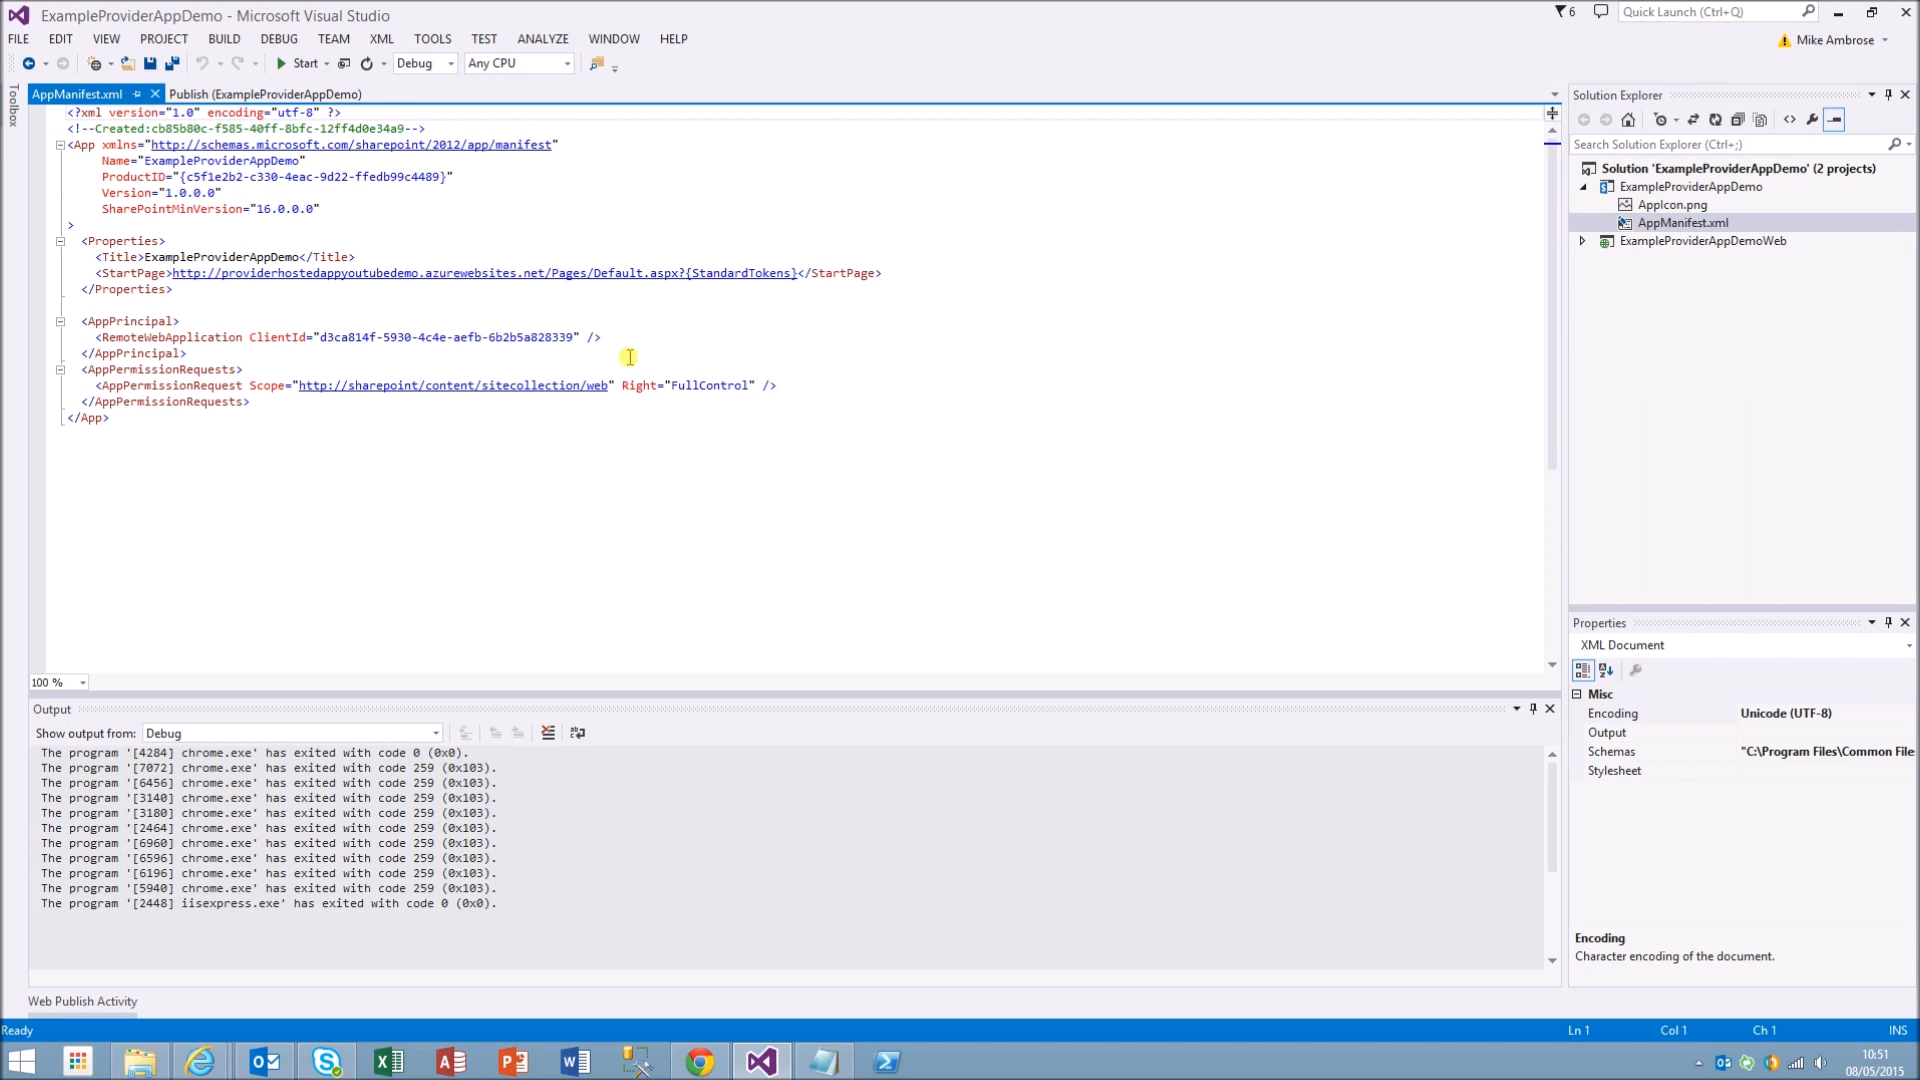 ExampleProviderAppDemo - Microsoft Visual Studio
6
Quick Launch (Ctrl+Q)
FILE EDIT VIEW PROJECT BUILD DEBUG TEAM XML TOOLS TEST ANALYZE WINDOW HELP
Mike Ambrose
Start Debug Any CPU
Toolbox
AppManifest.xml Publish (ExampleProviderAppDemo)
<?xml version="1.0" encoding="utf-8" ?>
<!--Created:cb85b80c-f585-40ff-8bfc-12ff4d0e34a9-->
<App xmlns="http://schemas.microsoft.com/sharepoint/2012/app/manifest"
Name="ExampleProviderAppDemo"
ProductID="{c5f1e2b2-c330-4eac-9d22-ffedb99c4489}"
Version="1.0.0.0"
SharePointMinVersion="16.0.0.0"
>
<Properties>
<Title>ExampleProviderAppDemo</Title>
<StartPage>http://providerhostedappyoutubedemo.azurewebsites.net/Pages/Default.aspx?{StandardTokens}</StartPage>
</Properties>
<AppPrincipal>
<RemoteWebApplication ClientId="d3ca814f-5930-4c4e-aefb-6b2b5a828339" />
</AppPrincipal>
<AppPermissionRequests>
<AppPermissionRequest Scope="http://sharepoint/content/sitecollection/web" Right="FullControl" />
</AppPermissionRequests>
</App>
100 %
Solution Explorer
Search Solution Explorer (Ctrl+;)
Solution 'ExampleProviderAppDemo' (2 projects)
ExampleProviderAppDemo
AppIcon.png
AppManifest.xml
ExampleProviderAppDemoWeb
Properties
XML Document
Misc
Encoding Unicode (UTF-8)
Output
Schemas "C:\Program Files\Common File
Stylesheet
Encoding
Character encoding of the document.
Output
Show output from: Debug
The program '[4284] chrome.exe' has exited with code 0 (0x0).
The program '[7072] chrome.exe' has exited with code 259 (0x103).
The program '[6456] chrome.exe' has exited with code 259 (0x103).
The program '[3140] chrome.exe' has exited with code 259 (0x103).
The program '[3180] chrome.exe' has exited with code 259 (0x103).
The program '[2464] chrome.exe' has exited with code 259 (0x103).
The program '[6960] chrome.exe' has exited with code 259 (0x103).
The program '[6596] chrome.exe' has exited with code 259 (0x103).
The program '[6196] chrome.exe' has exited with code 259 (0x103).
The program '[5940] chrome.exe' has exited with code 259 (0x103).
The program '[2448] iisexpress.exe' has exited with code 0 (0x0).
Web Publish Activity
Ready Ln 1 Col 1 Ch 1 INS
10:51
08/05/2015